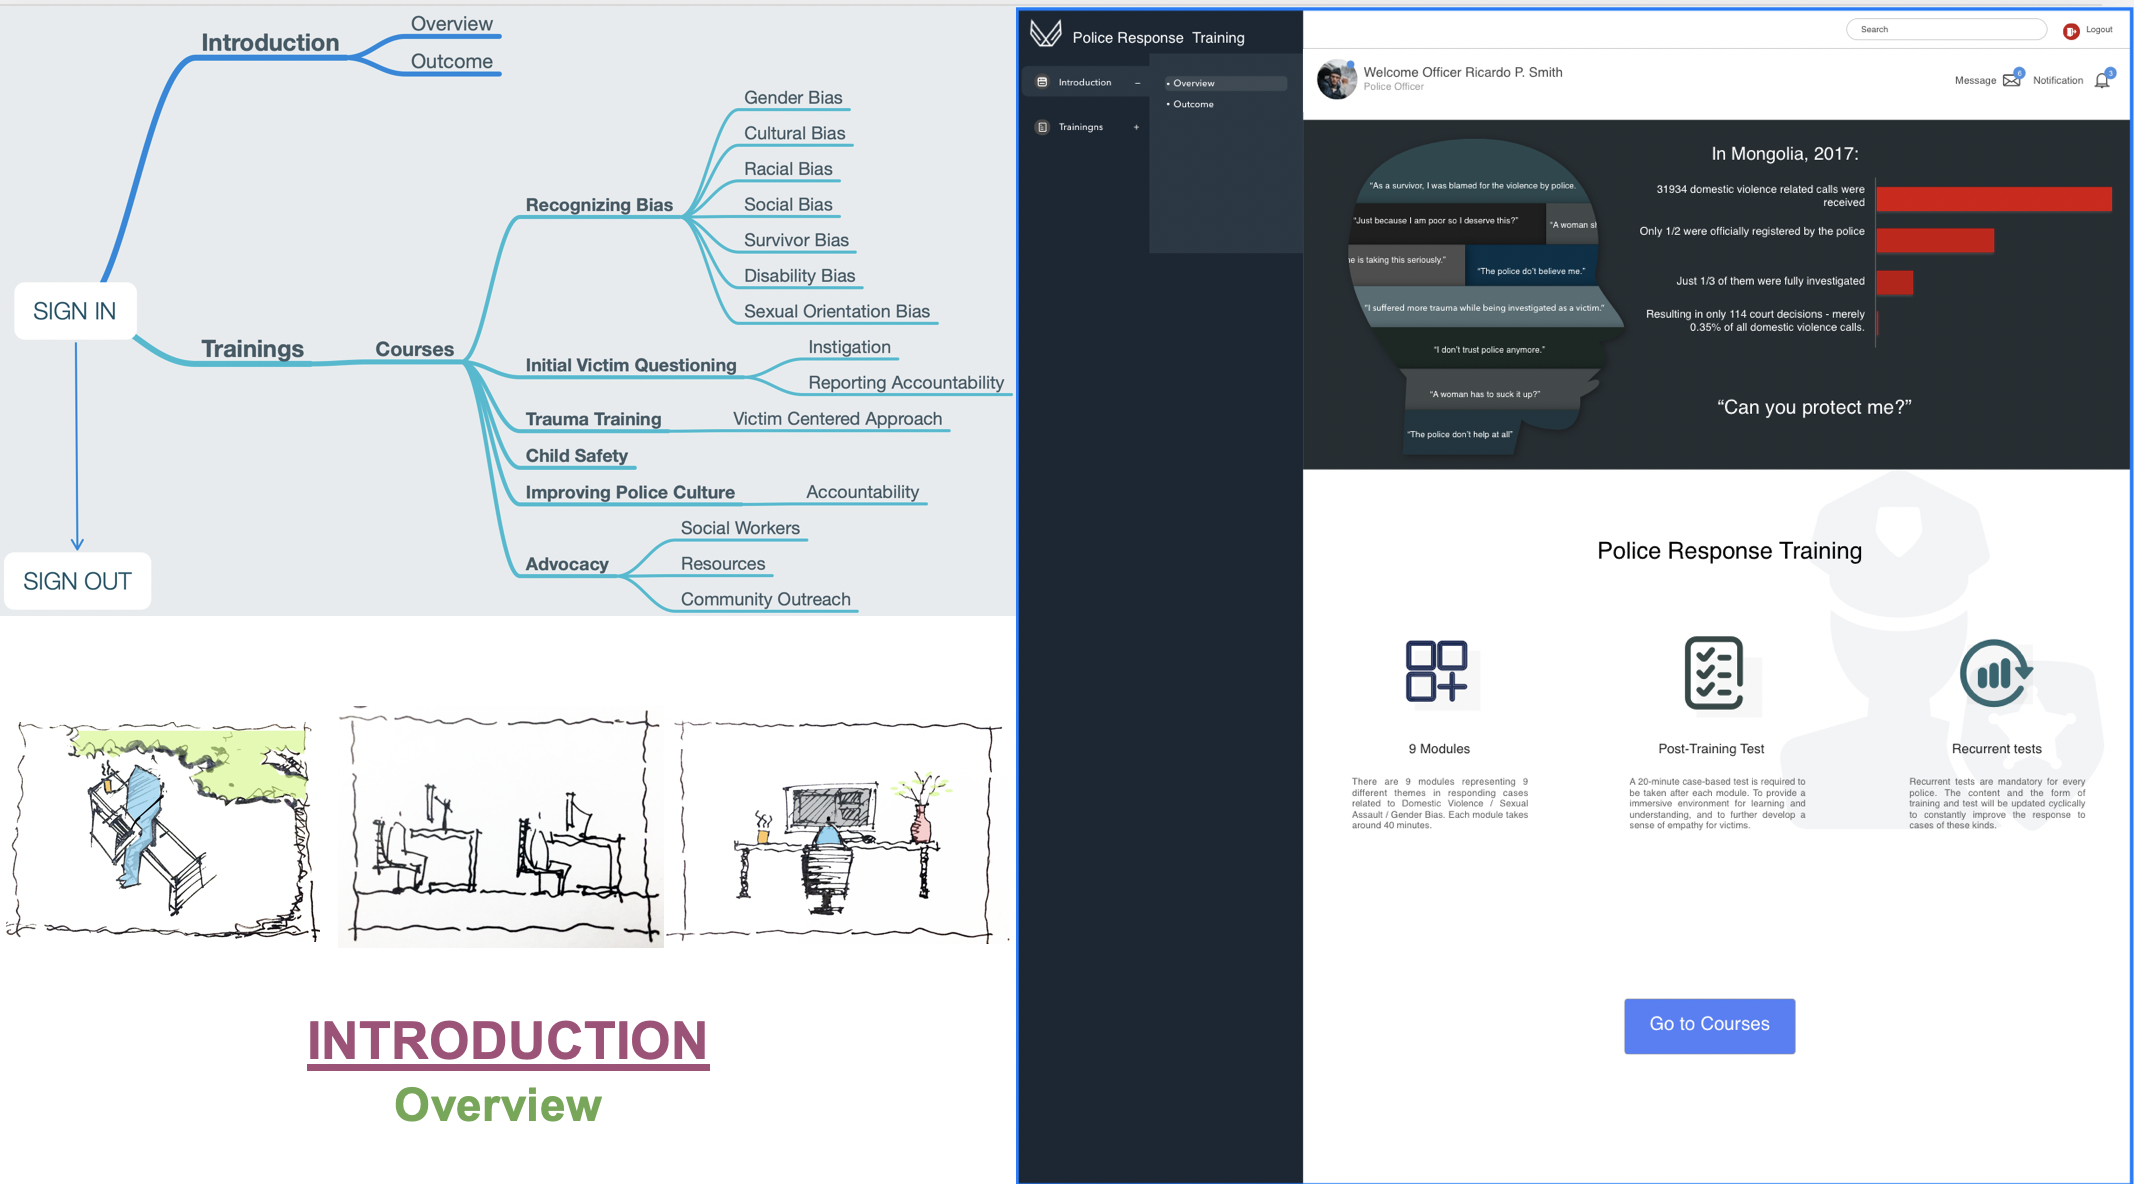 Introduction
Overview
Outcome
Gender Bias
Cultural Bias
Racial Bias
Recognizing Bias
Social Bias
Survivor Bias
Disability Bias
Sexual Orientation Bias
SIGN IN
Trainings
Courses
Initial Victim Questioning
Instigation
Reporting Accountability
Trauma Training
Victim Centered Approach
Child Safety
Improving Police Culture
Accountability
Advocacy
Social Workers
Resources
Community Outreach
SIGN OUT
INTRODUCTION
Overview
Police Response Training
Introduction –
• Overview
• Outcome
Trainingns +
Search
Logout
Welcome Officer Ricardo P. Smith
Police Officer
Message 6
Notification 3
"As a survivor, I was blamed for the violence by police.
"Just because I am poor so I deserve this?"
"A woman sh
e is taking this seriously."
"The police do't believe me."
"I suffered more trauma while being investigated as a victim."
"I don't trust police anymore."
"A woman has to suck it up?"
"The police don't help at all"
In Mongolia, 2017:
31934 domestic violence related calls were
received
Only 1/2 were officially registered by the police
Just 1/3 of them were fully investigated
Resulting in only 114 court decisions - merely
0.35% of all domestic violence calls.
“Can you protect me?”
Police Response Training
9 Modules
There are 9 modules representing 9
different themes in responding cases
related to Domestic Violence / Sexual
Assault / Gender Bias. Each module takes
around 40 minutes.
Post-Training Test
A 20-minute case-based test is required to
be taken after each module. To provide a
immersive environment for learning and
understanding, and to further develop a
sense of empathy for victims.
Recurrent tests
Recurrent tests are mandatory for every
police. The content and the form of
training and test will be updated cyclically
to constantly improve the response to
cases of these kinds.
Go to Courses